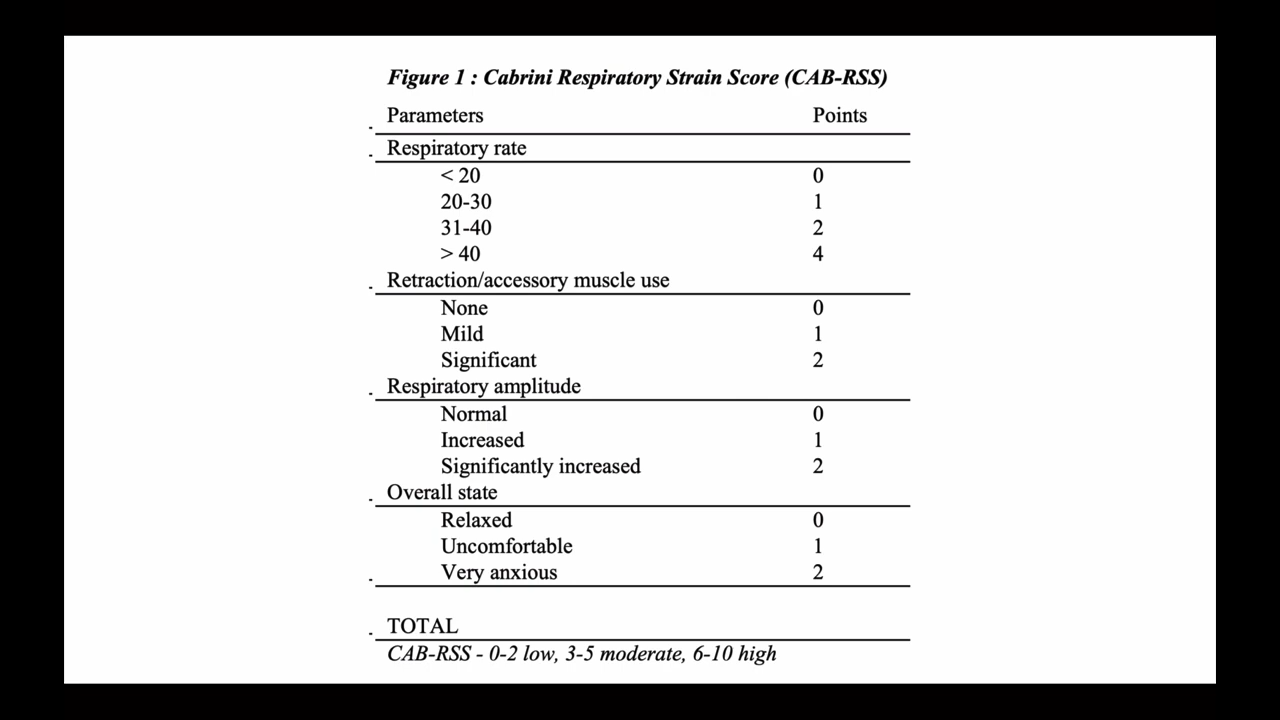 Figure 1 : Cabrini Respiratory Strain Score (CAB-RSS)
Parameters Points
Respiratory rate
< 20 0
20-30 1
31-40 2
> 40 4
Retraction/accessory muscle use
None 0
Mild 1
Significant 2
Respiratory amplitude
Normal 0
Increased 1
Significantly increased 2
Overall state
Relaxed 0
Uncomfortable 1
Very anxious 2
TOTAL
CAB-RSS - 0-2 low, 3-5 moderate, 6-10 high